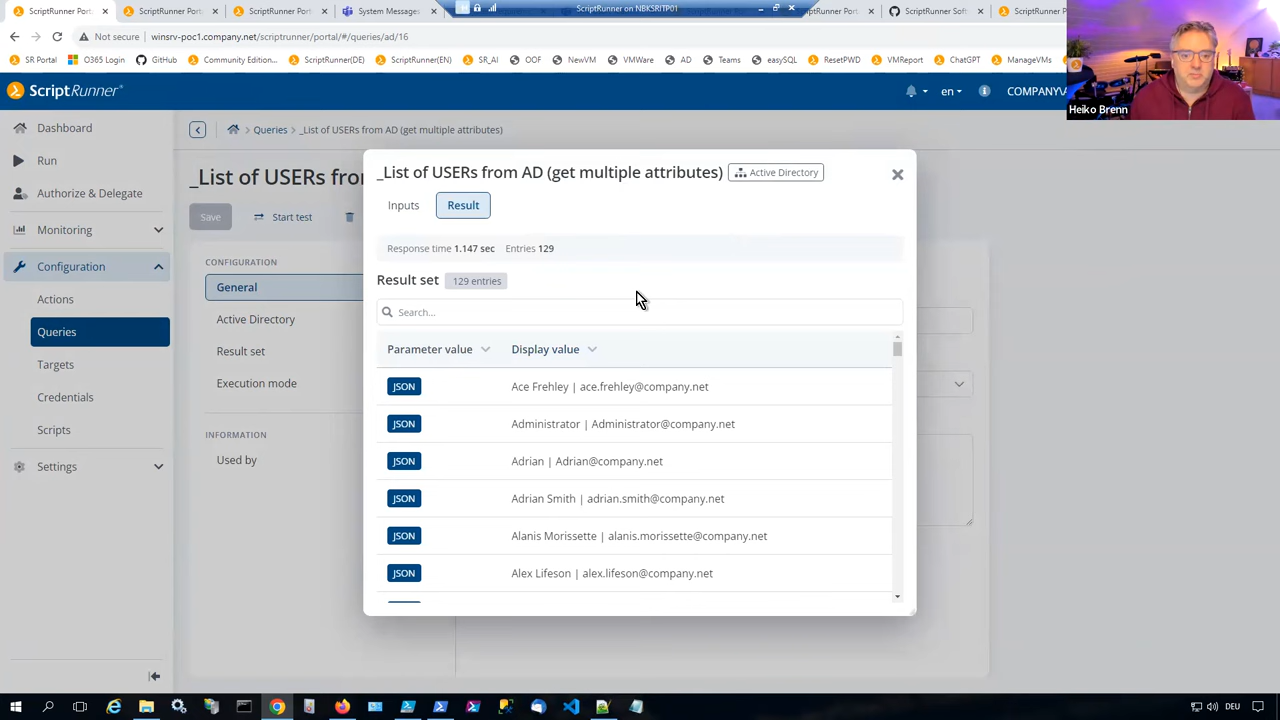 ScriptRunner Port
ScriptRunner Porta
ScriptRunner Porta
System Messages
ScriptRunner on NBKSRITP01
ScriptRunner Port
GitHub ScriptRunner Soft
ScriptRunner P
Not secure
winsrv-poc1.company.net/scriptrunner/portal/#/queries/ad/16
SR Portal
O365 Login
GitHub
Community Edition...
ScriptRunner(DE)
ScriptRunner(EN)
SR_AI
OOF
NewVM
VMWare
AD
Teams
easySQL
ResetPWD
VMReport
ChatGPT
ManageVMs
Heiko Brenn
ScriptRunner®
en
COMPANY\A
Dashboard
Run
Authorize & Delegate
Monitoring
Configuration
Actions
Queries
Targets
Credentials
Scripts
Settings
Queries
_List of USERs from AD (get multiple attributes)
_List of USERs fro
Save
Start test
CONFIGURATION
General
Active Directory
Result set
Execution mode
INFORMATION
Used by
_List of USERs from AD (get multiple attributes)
Active Directory
Inputs
Result
Response time 1.147 sec Entries 129
Result set 129 entries
Search...
Parameter value Display value
JSON Ace Frehley | ace.frehley@company.net
JSON Administrator | Administrator@company.net
JSON Adrian | Adrian@company.net
JSON Adrian Smith | adrian.smith@company.net
JSON Alanis Morissette | alanis.morissette@company.net
JSON Alex Lifeson | alex.lifeson@company.net
DEU